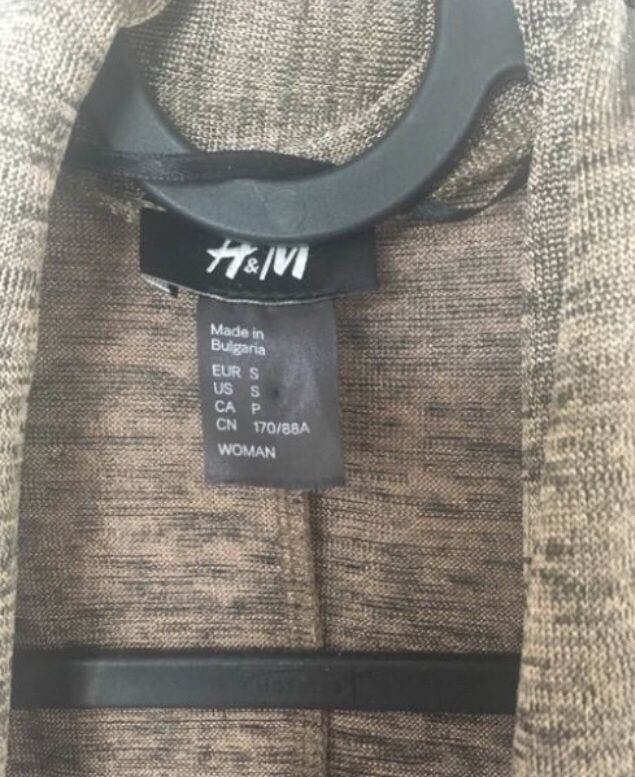 H&M
Made in
Bulgaria
EUR S
US S
CA P
CN 170/88A
WOMAN